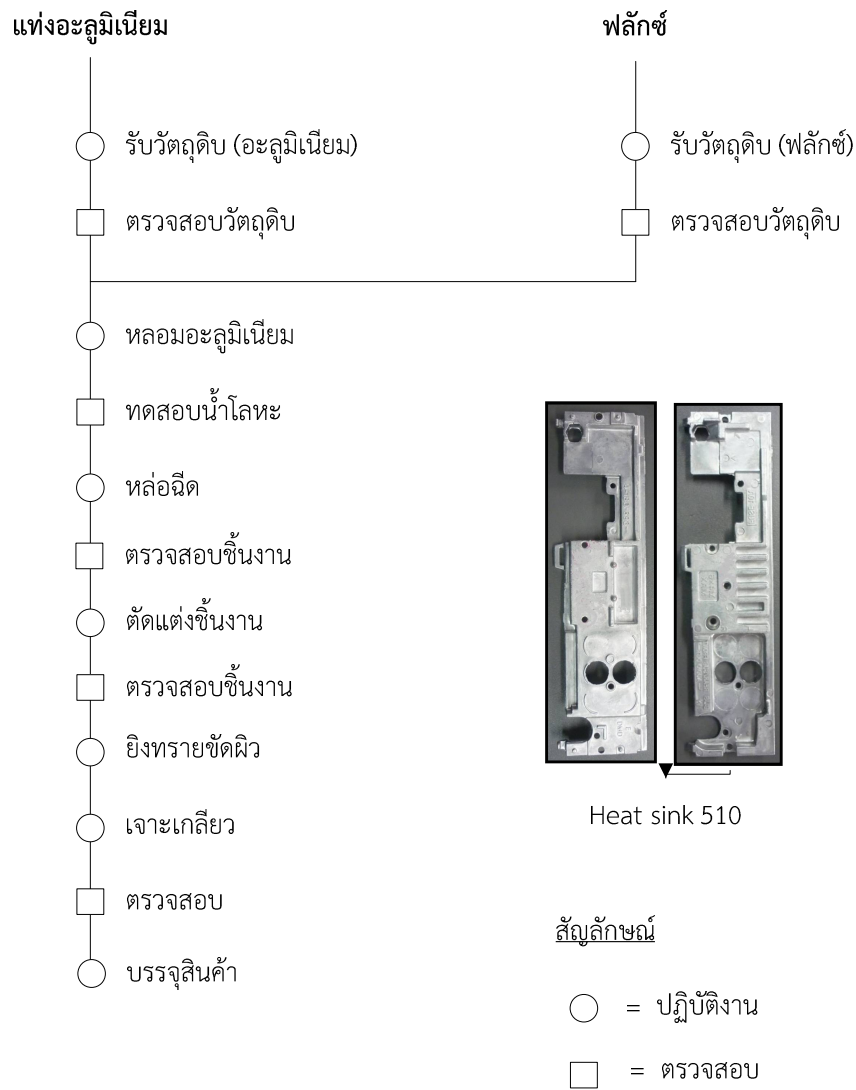 แท่งอะลูมิเนียม
ฟลักซ์
รับวัตถุดิบ (อะลูมิเนียม)
รับวัตถุดิบ (ฟลักซ์)
ตรวจสอบวัตถุดิบ
ตรวจสอบวัตถุดิบ
หลอมอะลูมิเนียม
ทดสอบน้ำโลหะ
หล่อฉีด
ตรวจสอบชิ้นงาน
ตัดแต่งชิ้นงาน
ตรวจสอบชิ้นงาน
ยิงทรายขัดผิว
เจาะเกลียว
ตรวจสอบ
บรรจุสินค้า
Heat sink 510
สัญลักษณ์
= ปฏิบัติงาน
= ตรวจสอบ